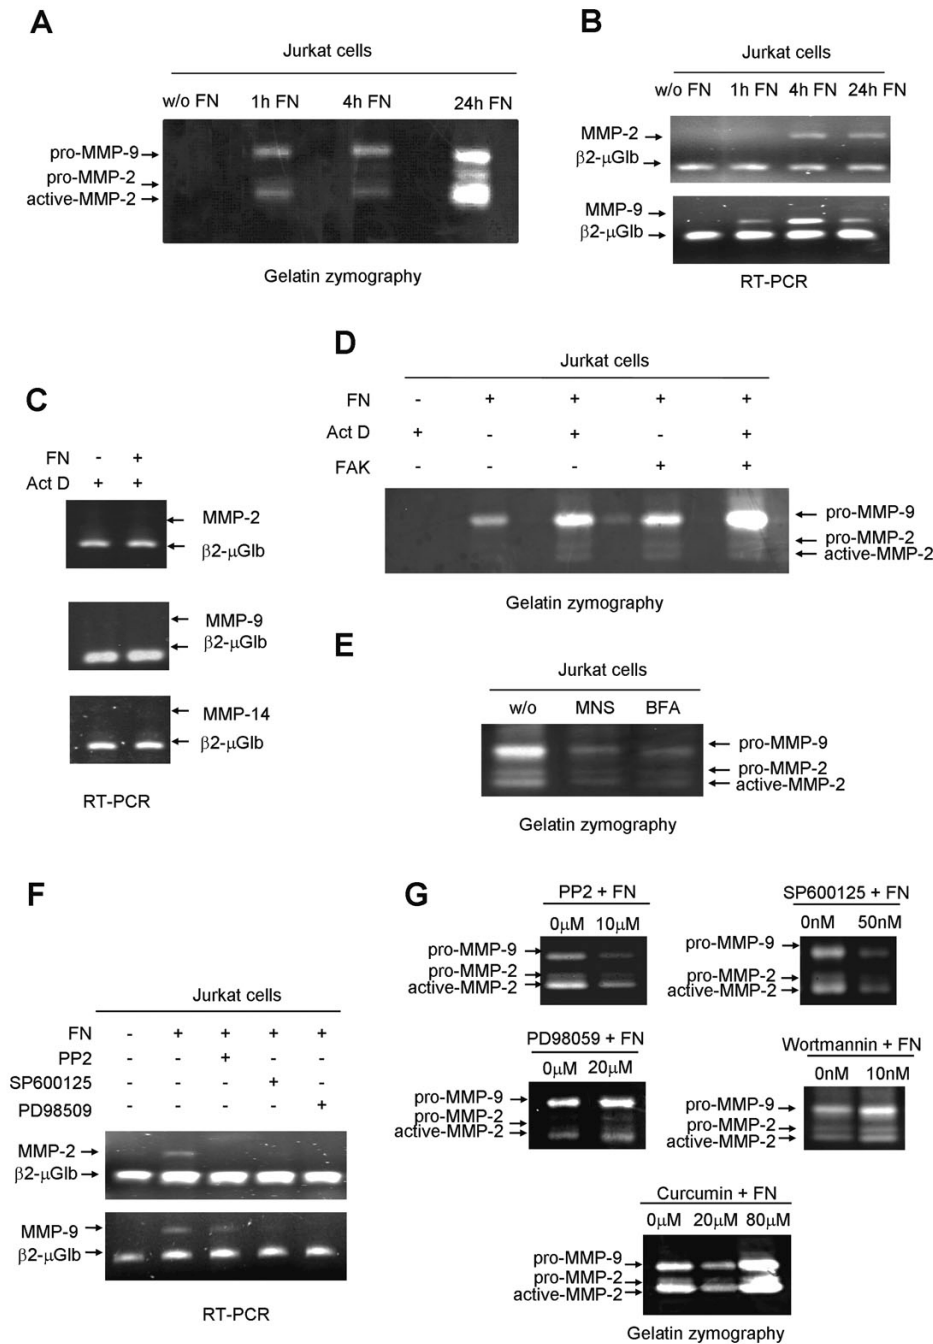 A
Jurkat cells
w/o FN 1h FN 4h FN 24h FN
pro-MMP-9
pro-MMP-2
active-MMP-2
Gelatin zymography
B
Jurkat cells
w/o FN 1h FN 4h FN 24h FN
MMP-2
β2-μGlb
MMP-9
β2-μGlb
RT-PCR
C
FN - +
Act D + +
MMP-2
β2-μGlb
MMP-9
β2-μGlb
MMP-14
β2-μGlb
RT-PCR
D
Jurkat cells
FN - + + + +
Act D + - + - +
FAK - - - + +
pro-MMP-9
pro-MMP-2
active-MMP-2
Gelatin zymography
E
Jurkat cells
w/o MNS BFA
pro-MMP-9
pro-MMP-2
active-MMP-2
Gelatin zymography
F
Jurkat cells
FN - + + + +
PP2 - - + - -
SP600125 - - - + -
PD98509 - - - - +
MMP-2
β2-μGlb
MMP-9
β2-μGlb
RT-PCR
G
PP2 + FN
0μM 10μM
pro-MMP-9
pro-MMP-2
active-MMP-2
SP600125 + FN
0nM 50nM
pro-MMP-9
pro-MMP-2
active-MMP-2
PD98059 + FN
0μM 20μM
pro-MMP-9
pro-MMP-2
active-MMP-2
Wortmannin + FN
0nM 10nM
pro-MMP-9
pro-MMP-2
active-MMP-2
Curcumin + FN
0μM 20μM 80μM
pro-MMP-9
pro-MMP-2
active-MMP-2
Gelatin zymography